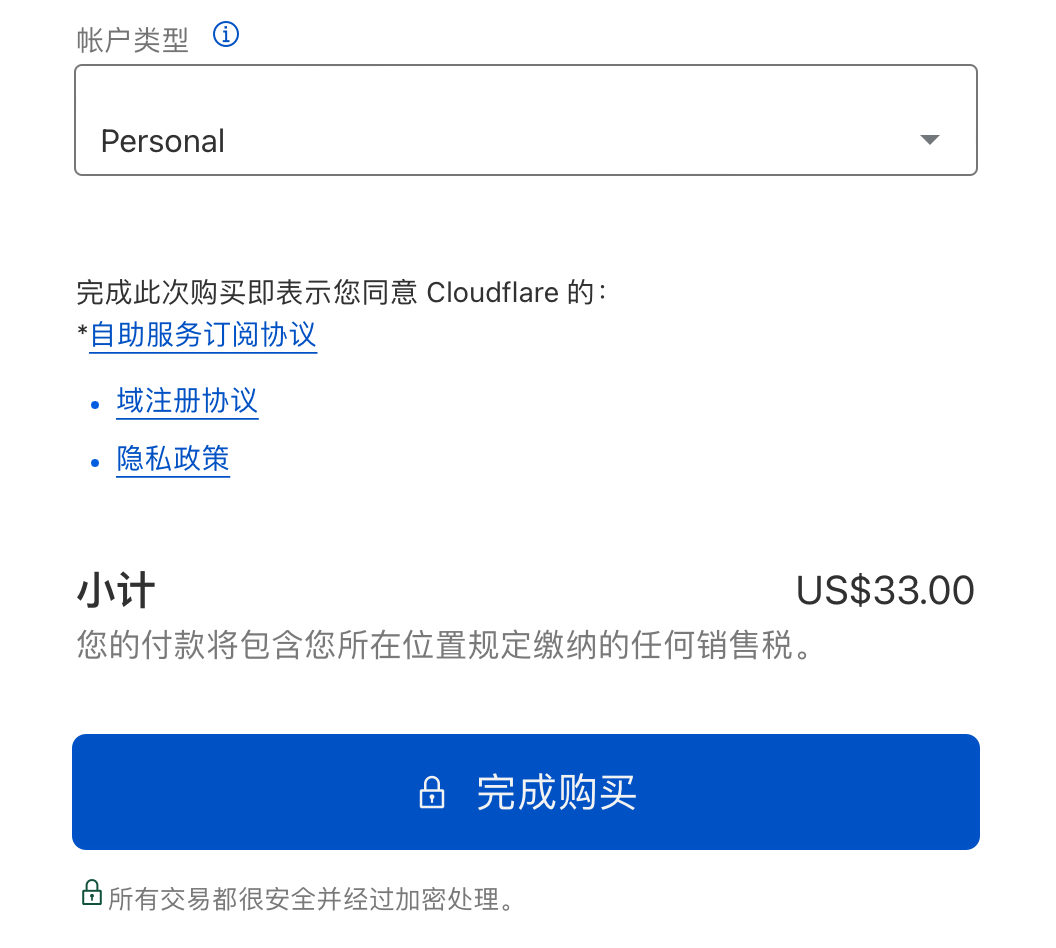 帐户类型
Personal
完成此次购买即表示您同意 Cloudflare 的：
*自助服务订阅协议
• 域注册协议
• 隐私政策
小计 US$33.00
您的付款将包含您所在位置规定缴纳的任何销售税。
完成购买
所有交易都很安全并经过加密处理。